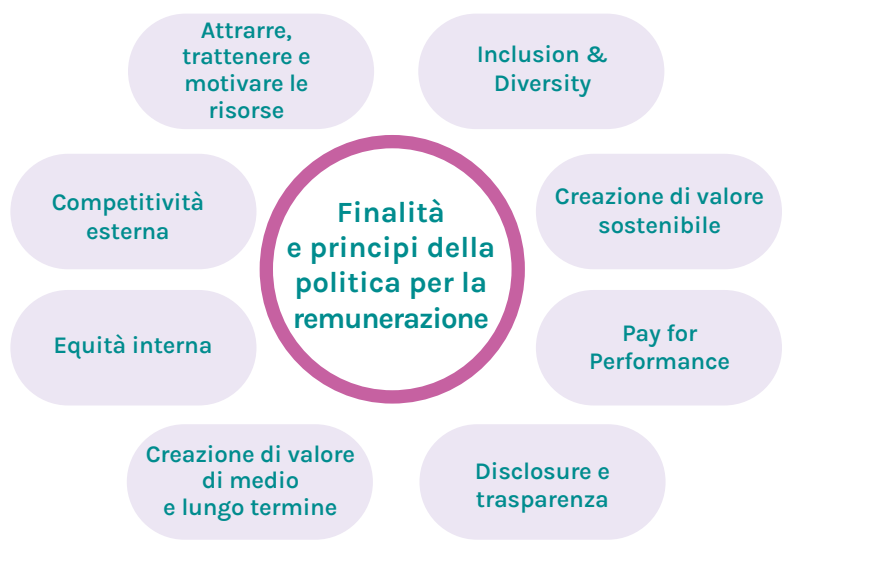 Attrarre,
trattenere e
motivare le
risorse
Inclusion &
Diversity
Competitività
esterna
Finalità
e principi della
politica per la
remunerazione
Creazione di valore
sostenibile
Equità interna
Pay for
Performance
Creazione di valore
di medio
e lungo termine
Disclosure e
trasparenza